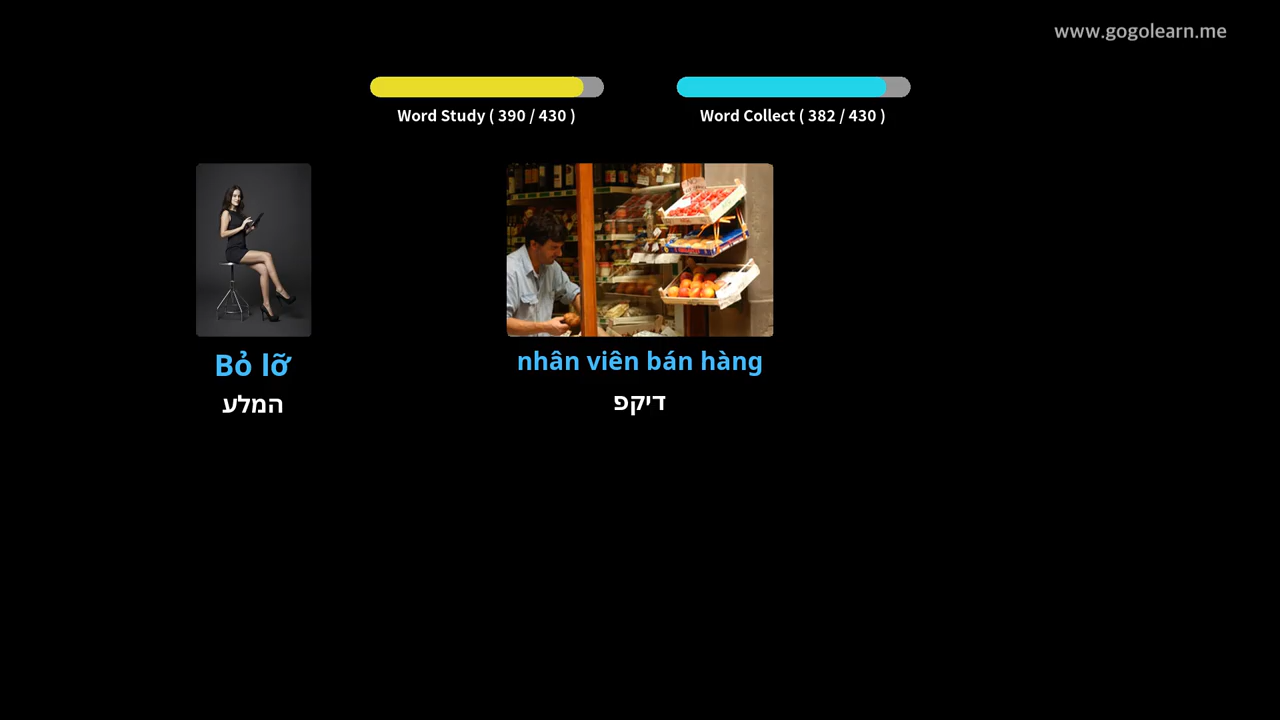 www.gogolearn.me
Word Study ( 390 / 430 )
Word Collect ( 382 / 430 )
Bỏ lỡ
המלע
nhân viên bán hàng
דיקפ